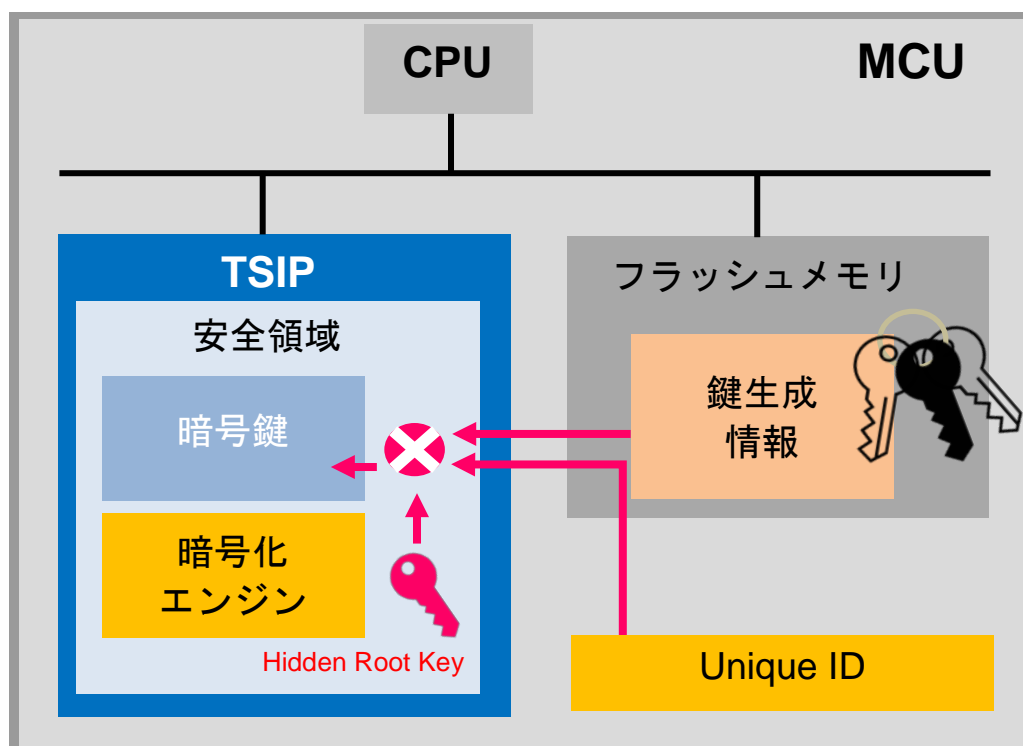 CPU
MCU
TSIP
安全領域
暗号鍵
暗号化
エンジン
Hidden Root Key
フラッシュメモリ
鍵生成
情報
Unique ID